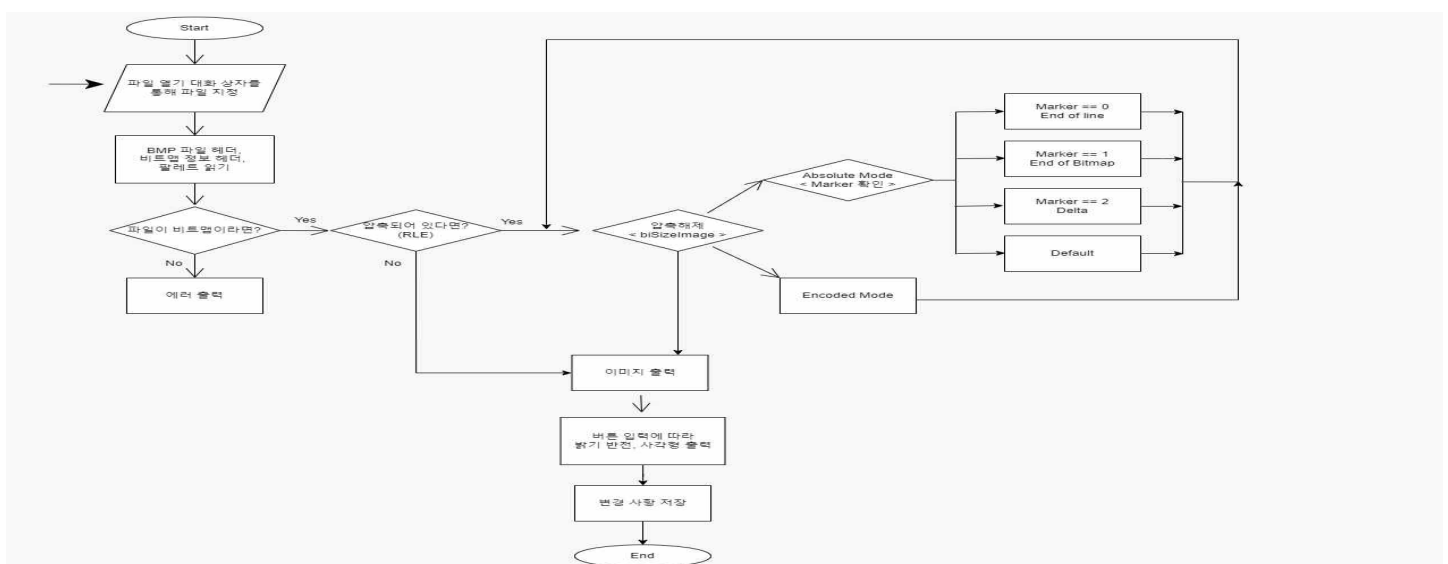 Start
파일 열기 대화 상자를
통해 파일 지정
BMP 파일 헤더,
비트맵 정보 헤더,
팔레트 읽기
파일이 비트맵이라면?
Yes
No
에러 출력
압축되어 있다면?
(RLE)
Yes
No
압축해제
< biSizeImage >
Absolute Mode
< Marker 확인 >
Marker == 0
End of line
Marker == 1
End of Bitmap
Marker == 2
Delta
Default
Encoded Mode
이미지 출력
버튼 입력에 따라
밝기 반전, 사각형 출력
변경 사항 저장
End